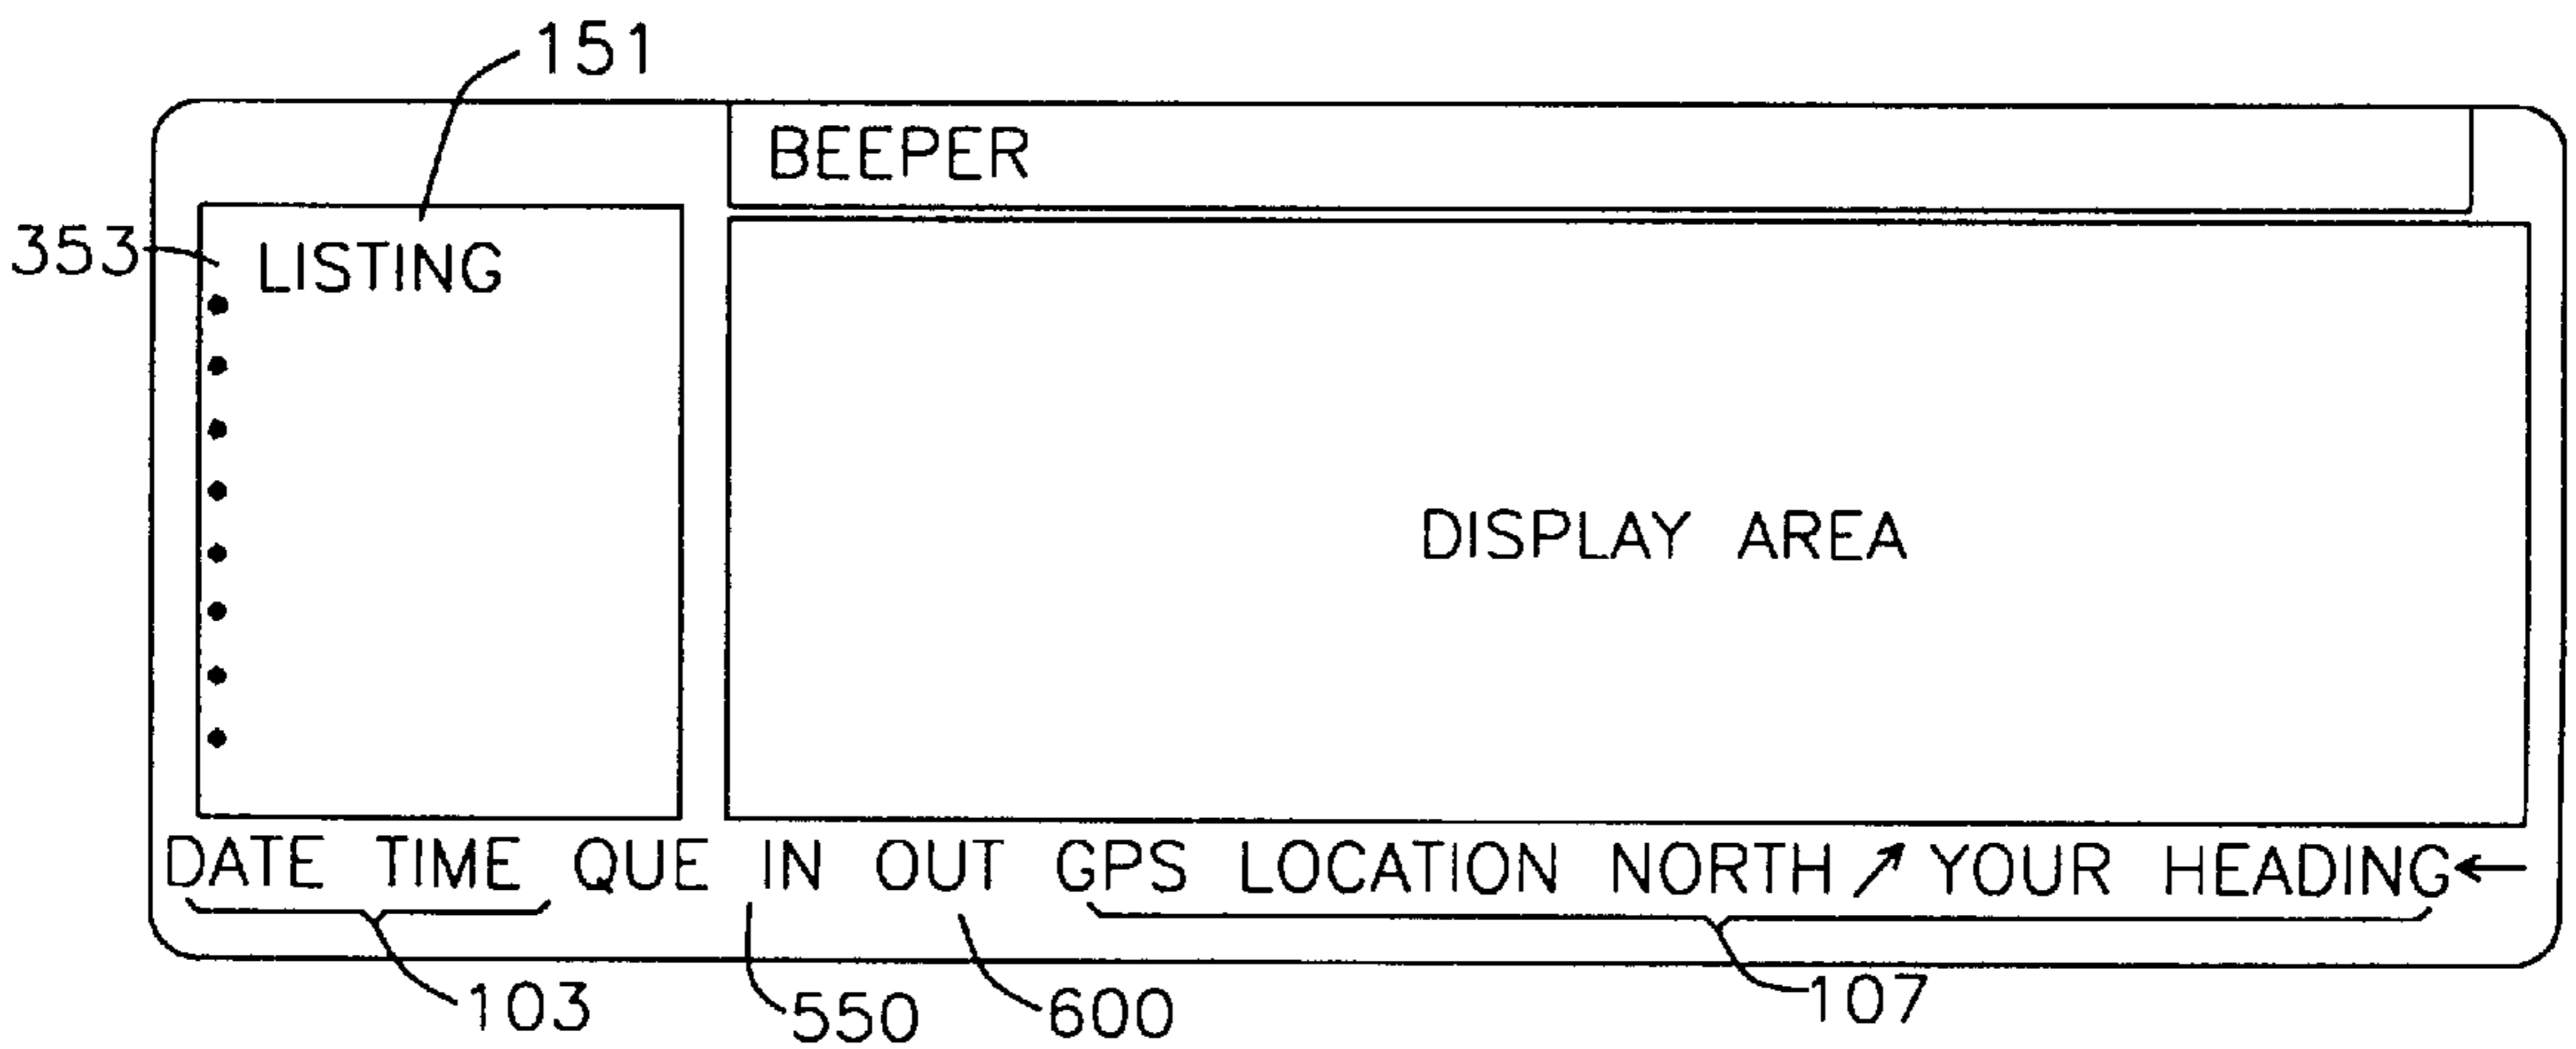 151
BEEPER
353 LISTING
DISPLAY AREA
DATE TIME QUE IN OUT GPS LOCATION NORTH ↗ YOUR HEADING ←
103 550 600 107